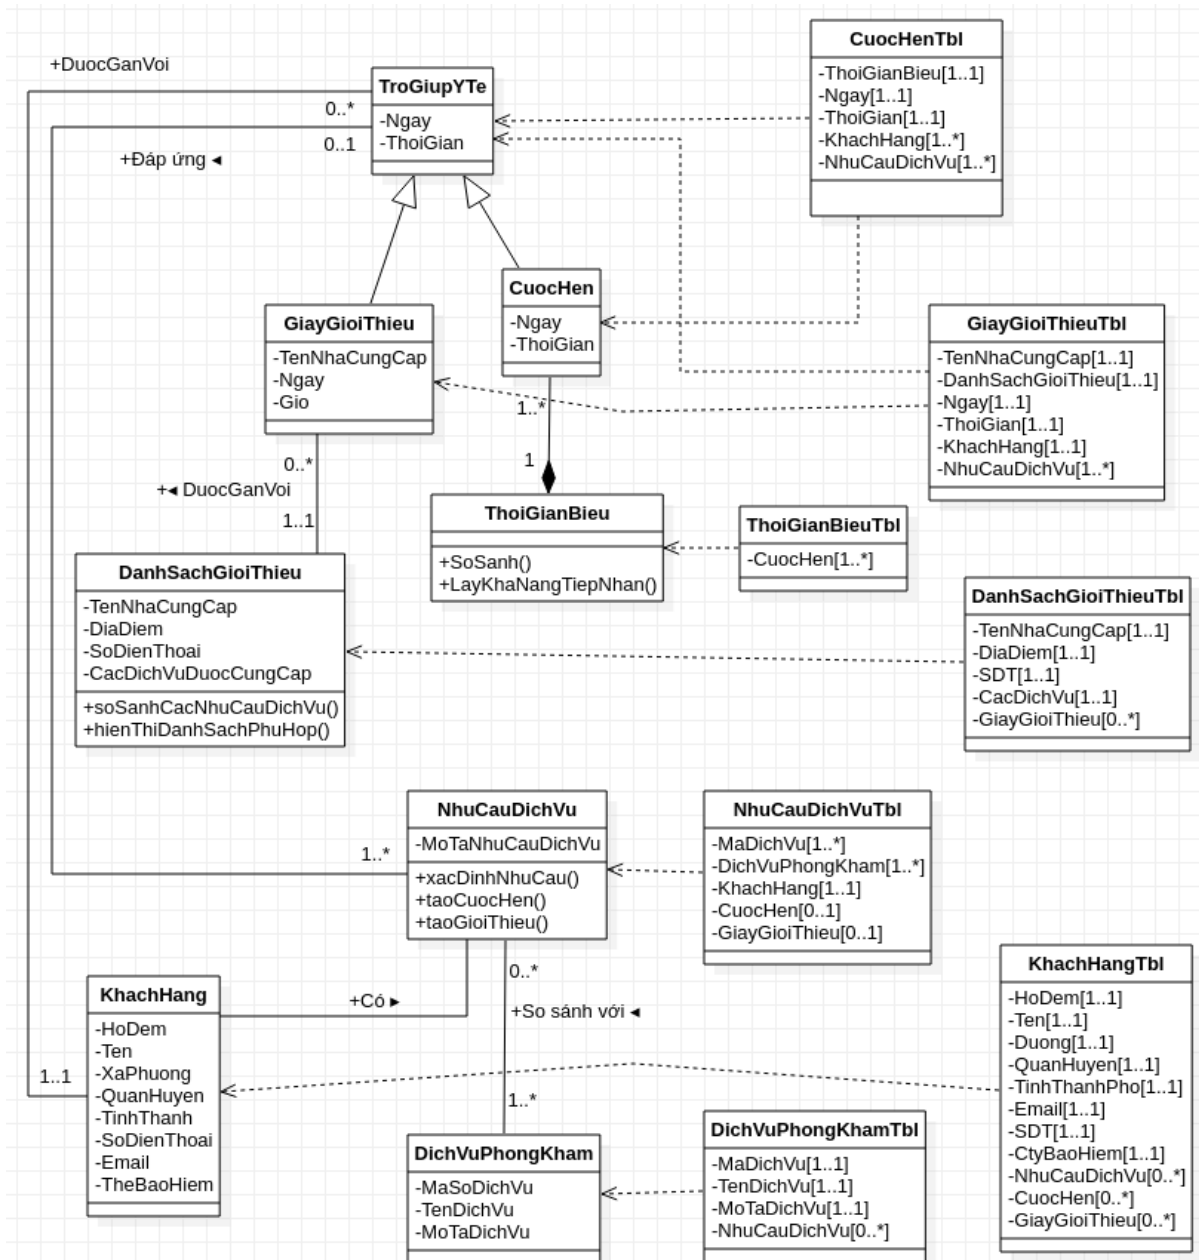 +DuocGanVoi
0..*
0..1
+Đáp ứng ◂
TroGiupYTe
-Ngay
-ThoiGian
CuocHenTbl
-ThoiGianBieu[1..1]
-Ngay[1..1]
-ThoiGian[1..1]
-KhachHang[1..*]
-NhuCauDichVu[1..*]
GiayGioiThieu
-TenNhaCungCap
-Ngay
-Gio
CuocHen
-Ngay
-ThoiGian
GiayGioiThieuTbl
-TenNhaCungCap[1..1]
-DanhSachGioiThieu[1..1]
-Ngay[1..1]
-ThoiGian[1..1]
-KhachHang[1..1]
-NhuCauDichVu[1..*]
1..*
1
0..*
+◂ DuocGanVoi
1..1
ThoiGianBieu
+SoSanh()
+LayKhaNangTiepNhan()
ThoiGianBieuTbl
-CuocHen[1..*]
DanhSachGioiThieu
-TenNhaCungCap
-DiaDiem
-SoDienThoai
-CacDichVuDuocCungCap
+soSanhCacNhuCauDichVu()
+hienThiDanhSachPhuHop()
DanhSachGioiThieuTbl
-TenNhaCungCap[1..1]
-DiaDiem[1..1]
-SDT[1..1]
-CacDichVu[1..1]
-GiayGioiThieu[0..*]
1..*
NhuCauDichVu
-MoTaNhuCauDichVu
+xacDinhNhuCau()
+taoCuocHen()
+taoGioiThieu()
NhuCauDichVuTbl
-MaDichVu[1..*]
-DichVuPhongKham[1..*]
-KhachHang[1..1]
-CuocHen[0..1]
-GiayGioiThieu[0..1]
0..*
+Có ▸
+So sánh với ◂
1..*
1..1
KhachHang
-HoDem
-Ten
-XaPhuong
-QuanHuyen
-TinhThanh
-SoDienThoai
-Email
-TheBaoHiem
KhachHangTbl
-HoDem[1..1]
-Ten[1..1]
-Duong[1..1]
-QuanHuyen[1..1]
-TinhThanhPho[1..1]
-Email[1..1]
-SDT[1..1]
-CtyBaoHiem[1..1]
-NhuCauDichVu[0..*]
-CuocHen[0..*]
-GiayGioiThieu[0..*]
DichVuPhongKham
-MaSoDichVu
-TenDichVu
-MoTaDichVu
DichVuPhongKhamTbl
-MaDichVu[1..1]
-TenDichVu[1..1]
-MoTaDichVu[1..1]
-NhuCauDichVu[0..*]